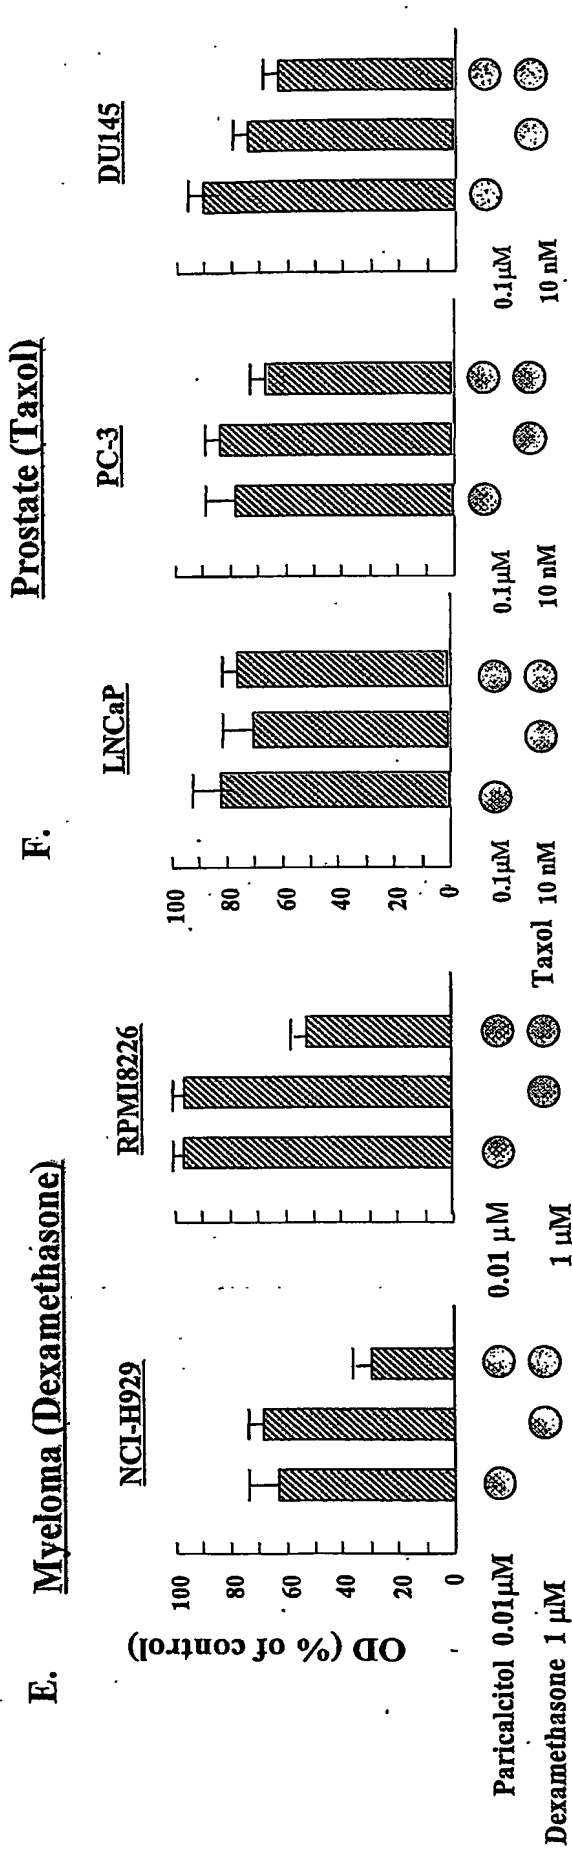 E. Myeloma (Dexamethasone)
NCI-H929
RPMI8226
OD (% of control)
100
80
60
40
20
0
Paricalcitol 0.01µM
0.01 µM
Dexamethasone 1 µM
1 µM
F. Prostate (Taxol)
LNCaP
PC-3
DU145
100
80
60
40
20
0
0.1µM
0.1µM
0.1µM
Taxol 10 nM
10 nM
10 nM